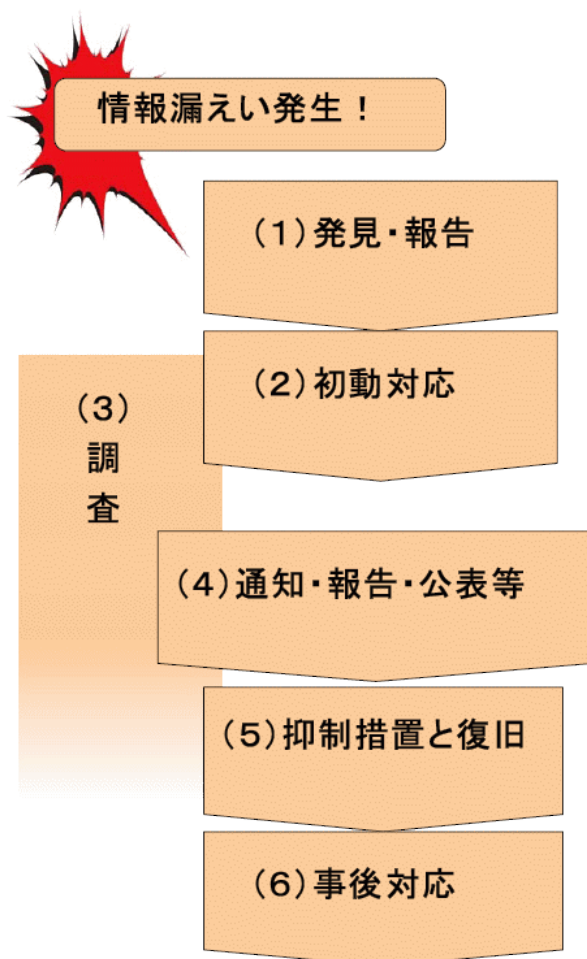 情報漏えい発生！
（１）発見・報告
（２）初動対応
（３）
調
査
（４）通知・報告・公表等
（５）抑制措置と復旧
（６）事後対応